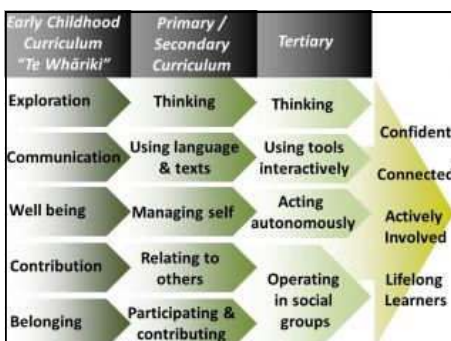 Early Childhood
Curriculum
“Te Whāriki”
Primary /
Secondary
Curriculum
Tertiary
Exploration
Thinking
Thinking
Communication
Using language
& texts
Using tools
interactively
Well being
Managing self
Acting
autonomously
Contribution
Relating to
others
Operating
in social
groups
Belonging
Participating &
contributing
Confident
Connected
Actively
Involved
Lifelong
Learners